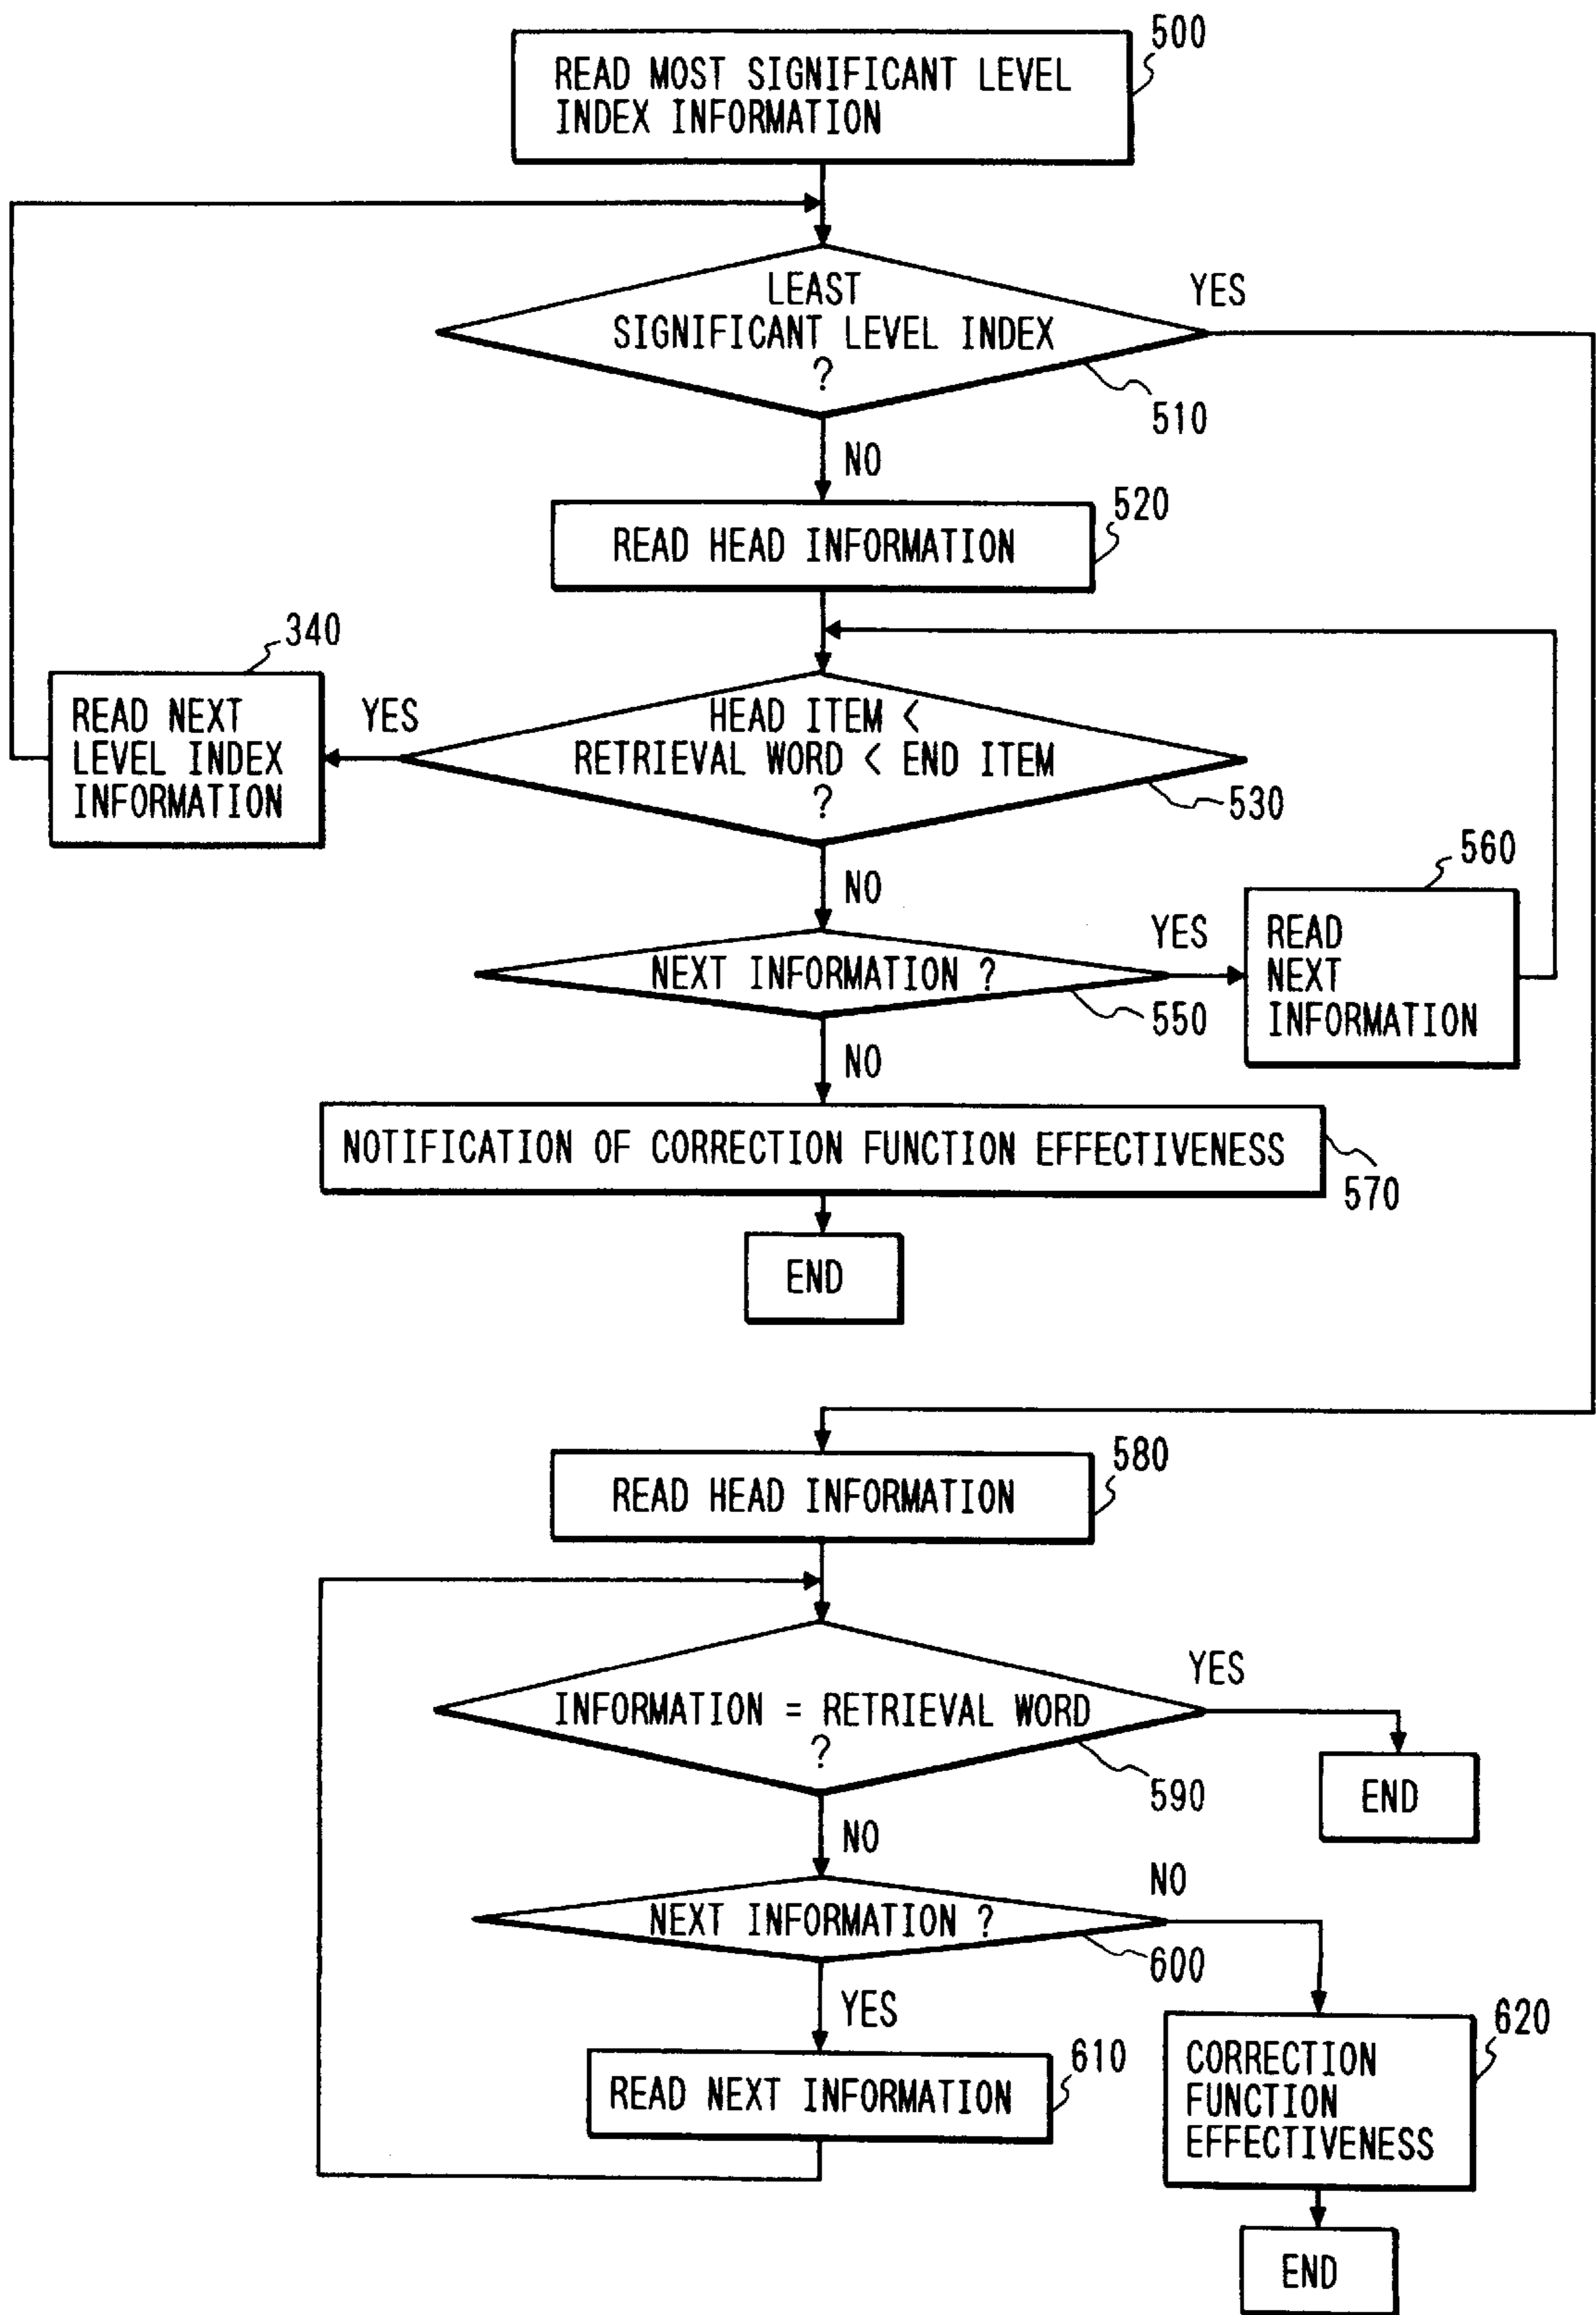 500
READ MOST SIGNIFICANT LEVEL
INDEX INFORMATION
LEAST
SIGNIFICANT LEVEL INDEX
?
YES
510
NO
520
READ HEAD INFORMATION
340
READ NEXT
LEVEL INDEX
INFORMATION
YES
HEAD ITEM <
RETRIEVAL WORD < END ITEM
?
530
NO
560
NEXT INFORMATION ?
YES
READ
NEXT
INFORMATION
550
NO
NOTIFICATION OF CORRECTION FUNCTION EFFECTIVENESS
570
END
580
READ HEAD INFORMATION
INFORMATION = RETRIEVAL WORD
?
YES
590
END
NO
NEXT INFORMATION ?
NO
600
YES
610
READ NEXT INFORMATION
620
CORRECTION
FUNCTION
EFFECTIVENESS
END